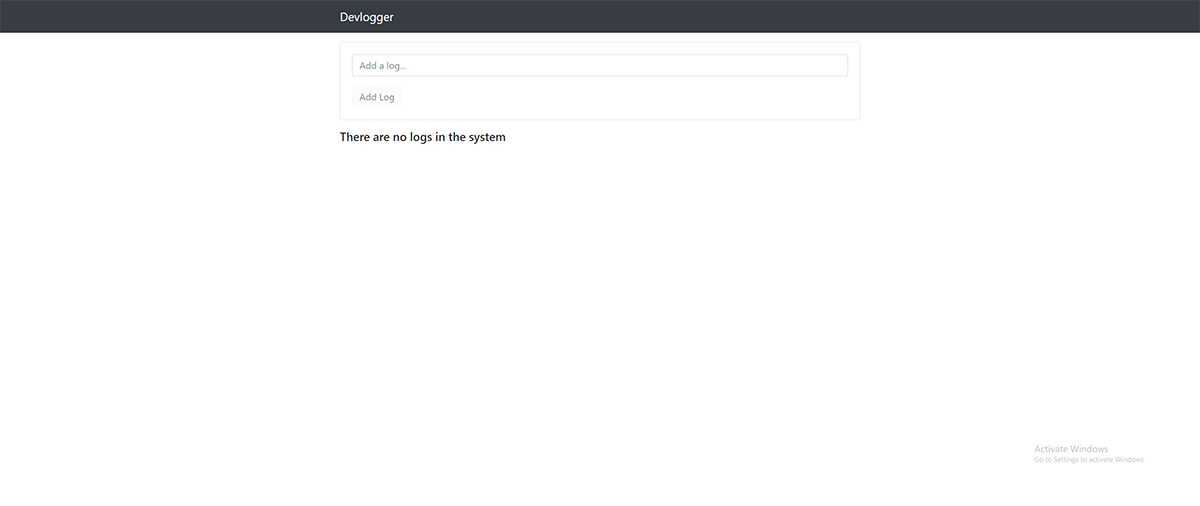 Devlogger
Add a log...
Add Log
There are no logs in the system
Activate Windows
Go to Settings to activate Windows.